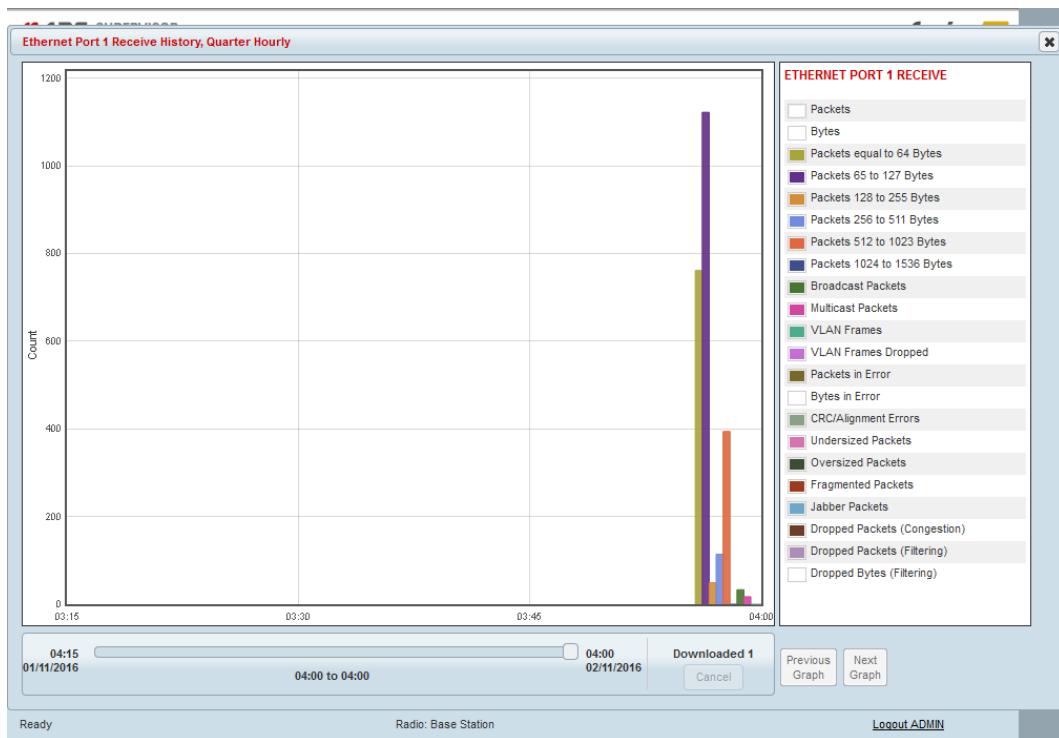 Ethernet Port 1 Receive History, Quarter Hourly
1200
1000
800
600
400
200
0
Count
03:15
03:30
03:45
04:00
ETHERNET PORT 1 RECEIVE
Packets
Bytes
Packets equal to 64 Bytes
Packets 65 to 127 Bytes
Packets 128 to 255 Bytes
Packets 256 to 511 Bytes
Packets 512 to 1023 Bytes
Packets 1024 to 1536 Bytes
Broadcast Packets
Multicast Packets
VLAN Frames
VLAN Frames Dropped
Packets in Error
Bytes in Error
CRC/Alignment Errors
Undersized Packets
Oversized Packets
Fragmented Packets
Jabber Packets
Dropped Packets (Congestion)
Dropped Packets (Filtering)
Dropped Bytes (Filtering)
04:15
01/11/2016
04:00 to 04:00
04:00
02/11/2016
Downloaded 1
Cancel
Previous
Graph
Next
Graph
Ready
Radio: Base Station
Logout ADMIN